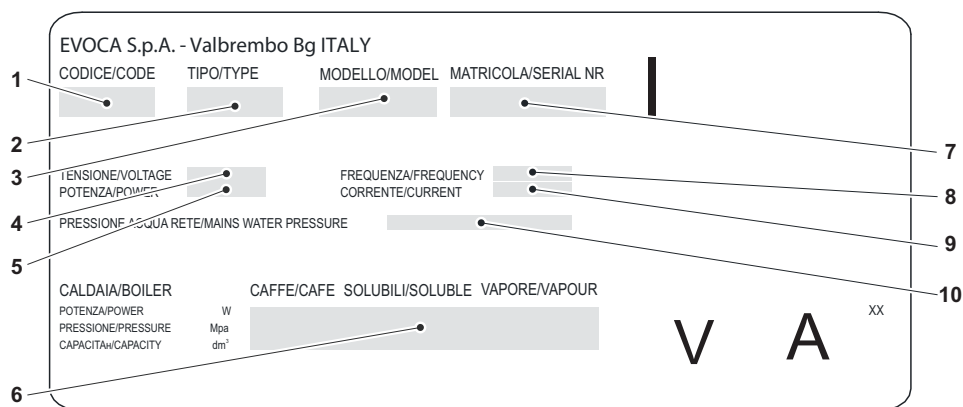 EVOCA S.p.A. - Valbrembo Bg ITALY
CODICE/CODE TIPO/TYPE MODELLO/MODEL MATRICOLA/SERIAL NR
1
2
3
7
TENSIONE/VOLTAGE FREQUENZA/FREQUENCY
POTENZA/POWER CORRENTE/CURRENT
8
4
PRESSIONE ACQUA RETE/MAINS WATER PRESSURE
9
5
10
CALDAIA/BOILER CAFFE/CAFE SOLUBILI/SOLUBLE VAPORE/VAPOUR
POTENZA/POWER W
PRESSIONE/PRESSURE Mpa
CAPACITAH/CAPACITY dm³
XX
V A
6